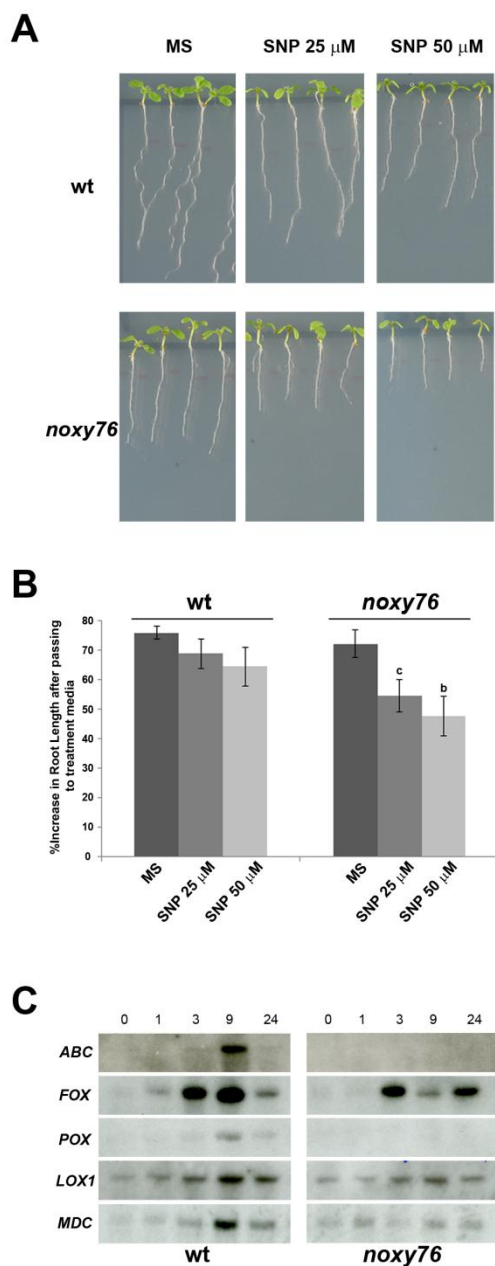 A
MS SNP 25 μM SNP 50 μM
wt
noxy76
B
wt noxy76
%Increase in Root Length after passing
to treatment media
80
70
60
50
40
30
20
10
0
c
b
MS SNP 25 μM SNP 50 μM MS SNP 25 μM SNP 50 μM
C
0 1 3 9 24 0 1 3 9 24
ABC
FOX
POX
LOX1
MDC
wt noxy76